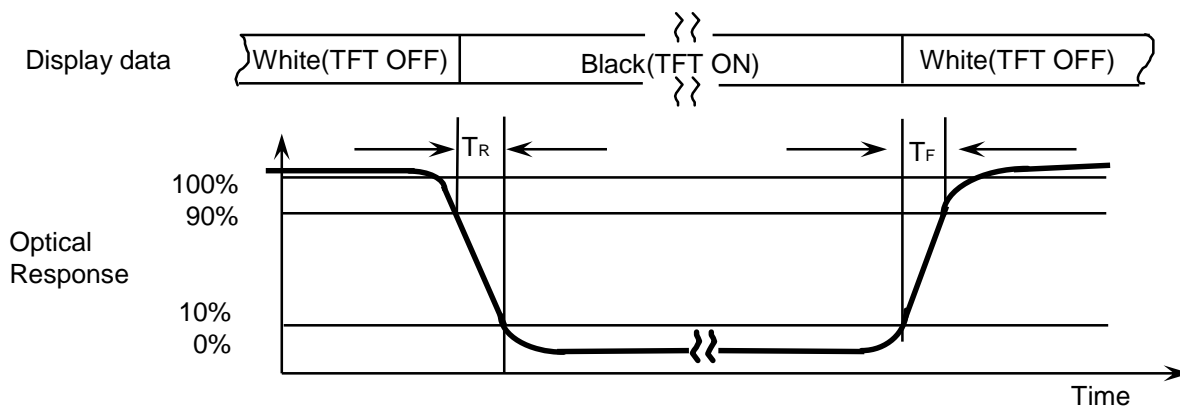 Display data
White(TFT OFF)
Black(TFT ON)
White(TFT OFF)
TR
TF
100%
90%
Optical
Response
10%
0%
Time